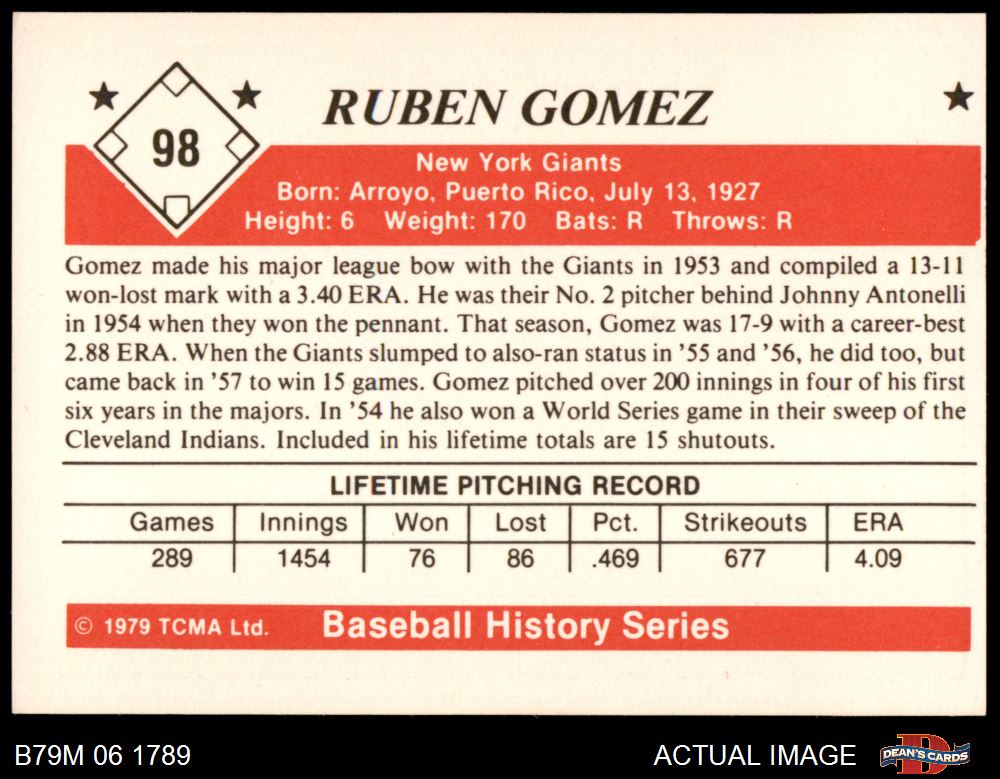 98
RUBEN GOMEZ
New York Giants
Born: Arroyo, Puerto Rico, July 13, 1927
Height: 6 Weight: 170 Bats: R Throws: R
Gomez made his major league bow with the Giants in 1953 and compiled a 13-11
won-lost mark with a 3.40 ERA. He was their No. 2 pitcher behind Johnny Antonelli
in 1954 when they won the pennant. That season, Gomez was 17-9 with a career-best
2.88 ERA. When the Giants slumped to also-ran status in ’55 and ’56, he did too, but
came back in ’57 to win 15 games. Gomez pitched over 200 innings in four of his first
six years in the majors. In ’54 he also won a World Series game in their sweep of the
Cleveland Indians. Included in his lifetime totals are 15 shutouts.
LIFETIME PITCHING RECORD
Games Innings Won Lost Pct. Strikeouts ERA
289 1454 76 86 .469 677 4.09
© 1979 TCMA Ltd. Baseball History Series
B79M 06 1789 ACTUAL IMAGE DEAN'S CARDS